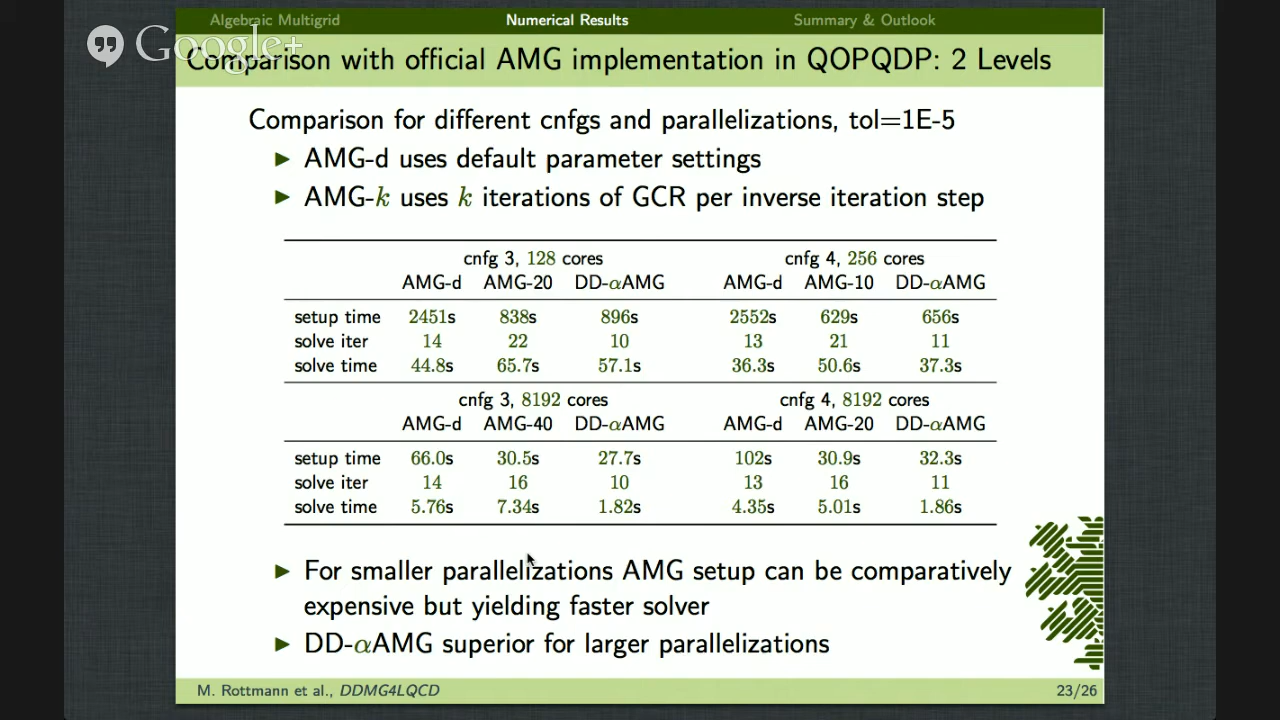 Algebraic Multigrid Numerical Results Summary & Outlook
Google+
Comparison with official AMG implementation in QOPQDP: 2 Levels
Comparison for different cnfgs and parallelizations, tol=1E-5
► AMG-d uses default parameter settings
► AMG-k uses k iterations of GCR per inverse iteration step
cnfg 3, 128 cores cnfg 4, 256 cores
AMG-d AMG-20 DD-αAMG AMG-d AMG-10 DD-αAMG
setup time 2451s 838s 896s 2552s 629s 656s
solve iter 14 22 10 13 21 11
solve time 44.8s 65.7s 57.1s 36.3s 50.6s 37.3s
cnfg 3, 8192 cores cnfg 4, 8192 cores
AMG-d AMG-40 DD-αAMG AMG-d AMG-20 DD-αAMG
setup time 66.0s 30.5s 27.7s 102s 30.9s 32.3s
solve iter 14 16 10 13 16 11
solve time 5.76s 7.34s 1.82s 4.35s 5.01s 1.86s
► For smaller parallelizations AMG setup can be comparatively
expensive but yielding faster solver
► DD-αAMG superior for larger parallelizations
M. Rottmann et al., DDMG4LQCD 23/26